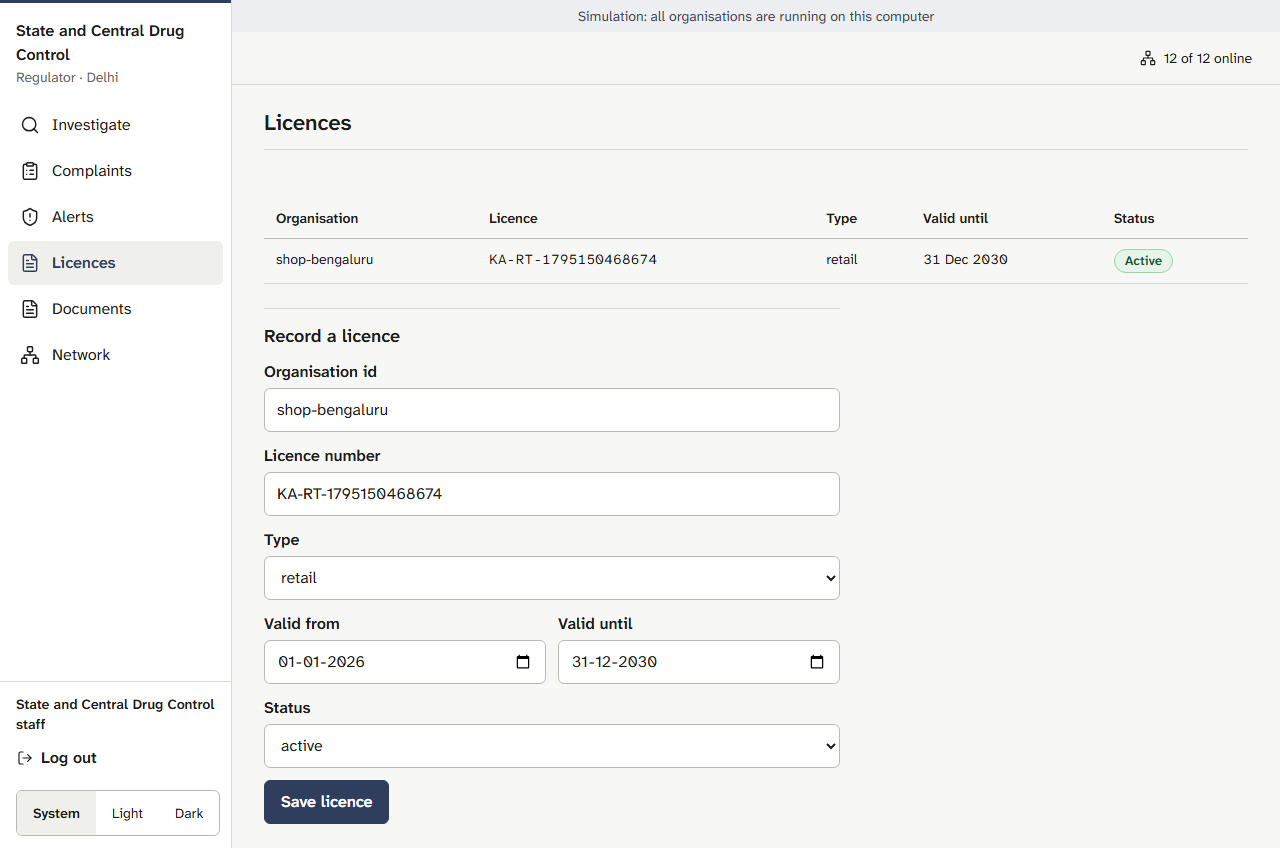 Simulation: all organisations are running on this computer
State and Central Drug
Control
Regulator · Delhi
12 of 12 online
Investigate
Complaints
Alerts
Licences
Documents
Network
Licences
Organisation Licence Type Valid until Status
shop-bengaluru KA-RT-1795150468674 retail 31 Dec 2030 Active
Record a licence
Organisation id
shop-bengaluru
Licence number
KA-RT-1795150468674
Type
retail
Valid from Valid until
01-01-2026 31-12-2030
Status
active
Save licence
State and Central Drug Control
staff
Log out
System Light Dark